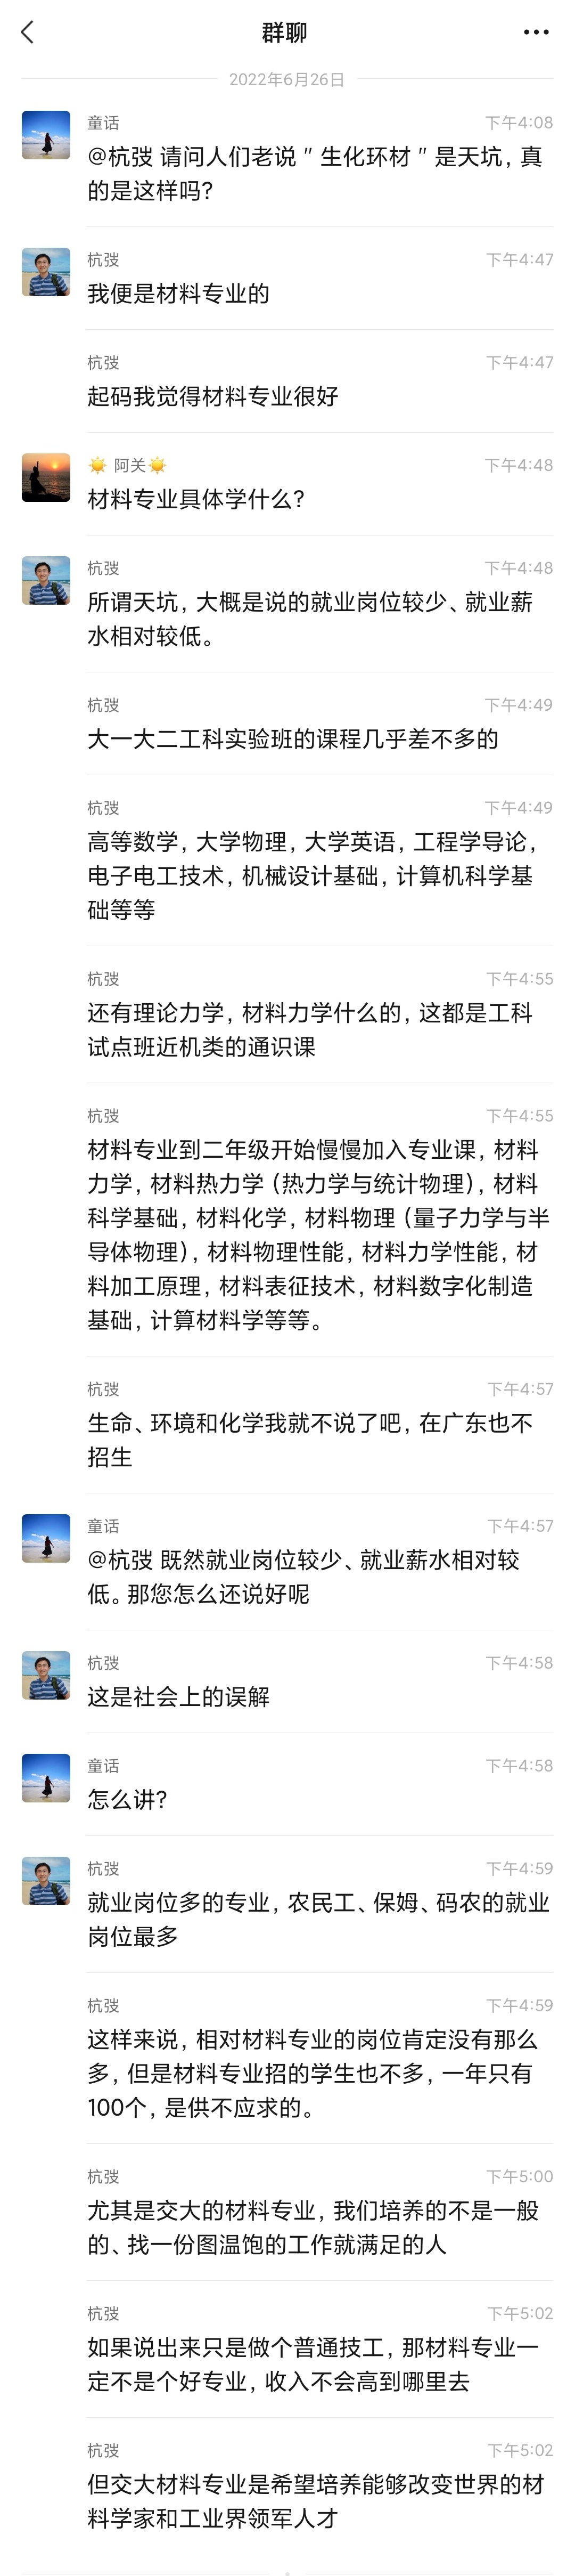 群聊
2022年6月26日
童话 下午4:08
@杭弢 请问人们老说＂生化环材＂是天坑，真
的是这样吗？
杭弢 下午4:47
我便是材料专业的
杭弢 下午4:47
起码我觉得材料专业很好
☀️ 阿关☀️ 下午4:48
材料专业具体学什么？
杭弢 下午4:48
所谓天坑，大概是说的就业岗位较少、就业薪
水相对较低。
杭弢 下午4:49
大一大二工科实验班的课程几乎差不多的
杭弢 下午4:49
高等数学，大学物理，大学英语，工程学导论，
电子电工技术，机械设计基础，计算机科学基
础等等
杭弢 下午4:55
还有理论力学，材料力学什么的，这都是工科
试点班近机类的通识课
杭弢 下午4:55
材料专业到二年级开始慢慢加入专业课，材料
力学，材料热力学（热力学与统计物理），材料
科学基础，材料化学，材料物理（量子力学与半
导体物理），材料物理性能，材料力学性能，材
料加工原理，材料表征技术，材料数字化制造
基础，计算材料学等等。
杭弢 下午4:57
生命、环境和化学我就不说了吧，在广东也不
招生
童话 下午4:57
@杭弢 既然就业岗位较少、就业薪水相对较
低。那您怎么还说好呢
杭弢 下午4:58
这是社会上的误解
童话 下午4:58
怎么讲？
杭弢 下午4:59
就业岗位多的专业，农民工、保姆、码农的就业
岗位最多
杭弢 下午4:59
这样来说，相对材料专业的岗位肯定没有那么
多，但是材料专业招的学生也不多，一年只有
100个，是供不应求的。
杭弢 下午5:00
尤其是交大的材料专业，我们培养的不是一般
的、找一份图温饱的工作就满足的人
杭弢 下午5:02
如果说出来只是做个普通技工，那材料专业一
定不是个好专业，收入不会高到哪里去
杭弢 下午5:02
但交大材料专业是希望培养能够改变世界的材
料学家和工业界领军人才